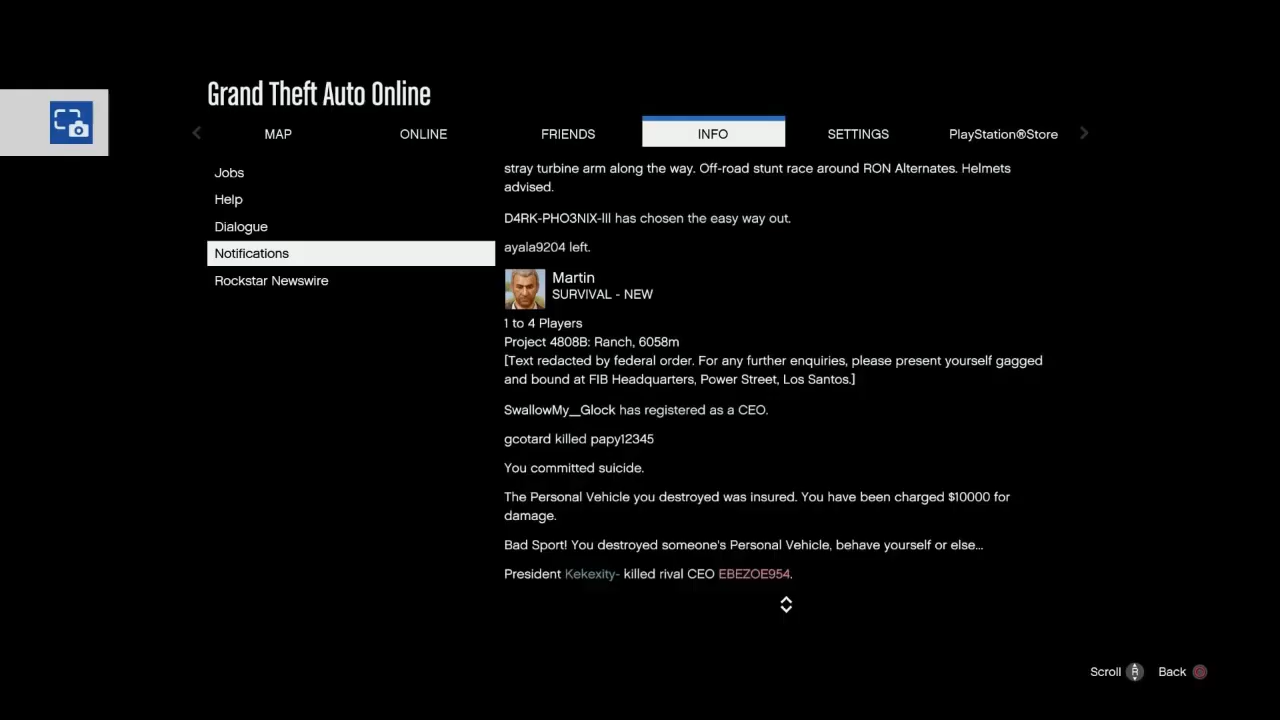 Grand Theft Auto Online
MAP ONLINE FRIENDS INFO SETTINGS PlayStation®Store
Jobs
Help
Dialogue
Notifications
Rockstar Newswire
stray turbine arm along the way. Off-road stunt race around RON Alternates. Helmets
advised.
D4RK-PHO3NIX-III has chosen the easy way out.
ayala9204 left.
Martin
SURVIVAL - NEW
1 to 4 Players
Project 4808B: Ranch, 6058m
[Text redacted by federal order. For any further enquiries, please present yourself gagged
and bound at FIB Headquarters, Power Street, Los Santos.]
SwallowMy__Glock has registered as a CEO.
gcotard killed papy12345
You committed suicide.
The Personal Vehicle you destroyed was insured. You have been charged $10000 for
damage.
Bad Sport! You destroyed someone's Personal Vehicle, behave yourself or else...
President Kekexity- killed rival CEO EBEZOE954.
Scroll R Back